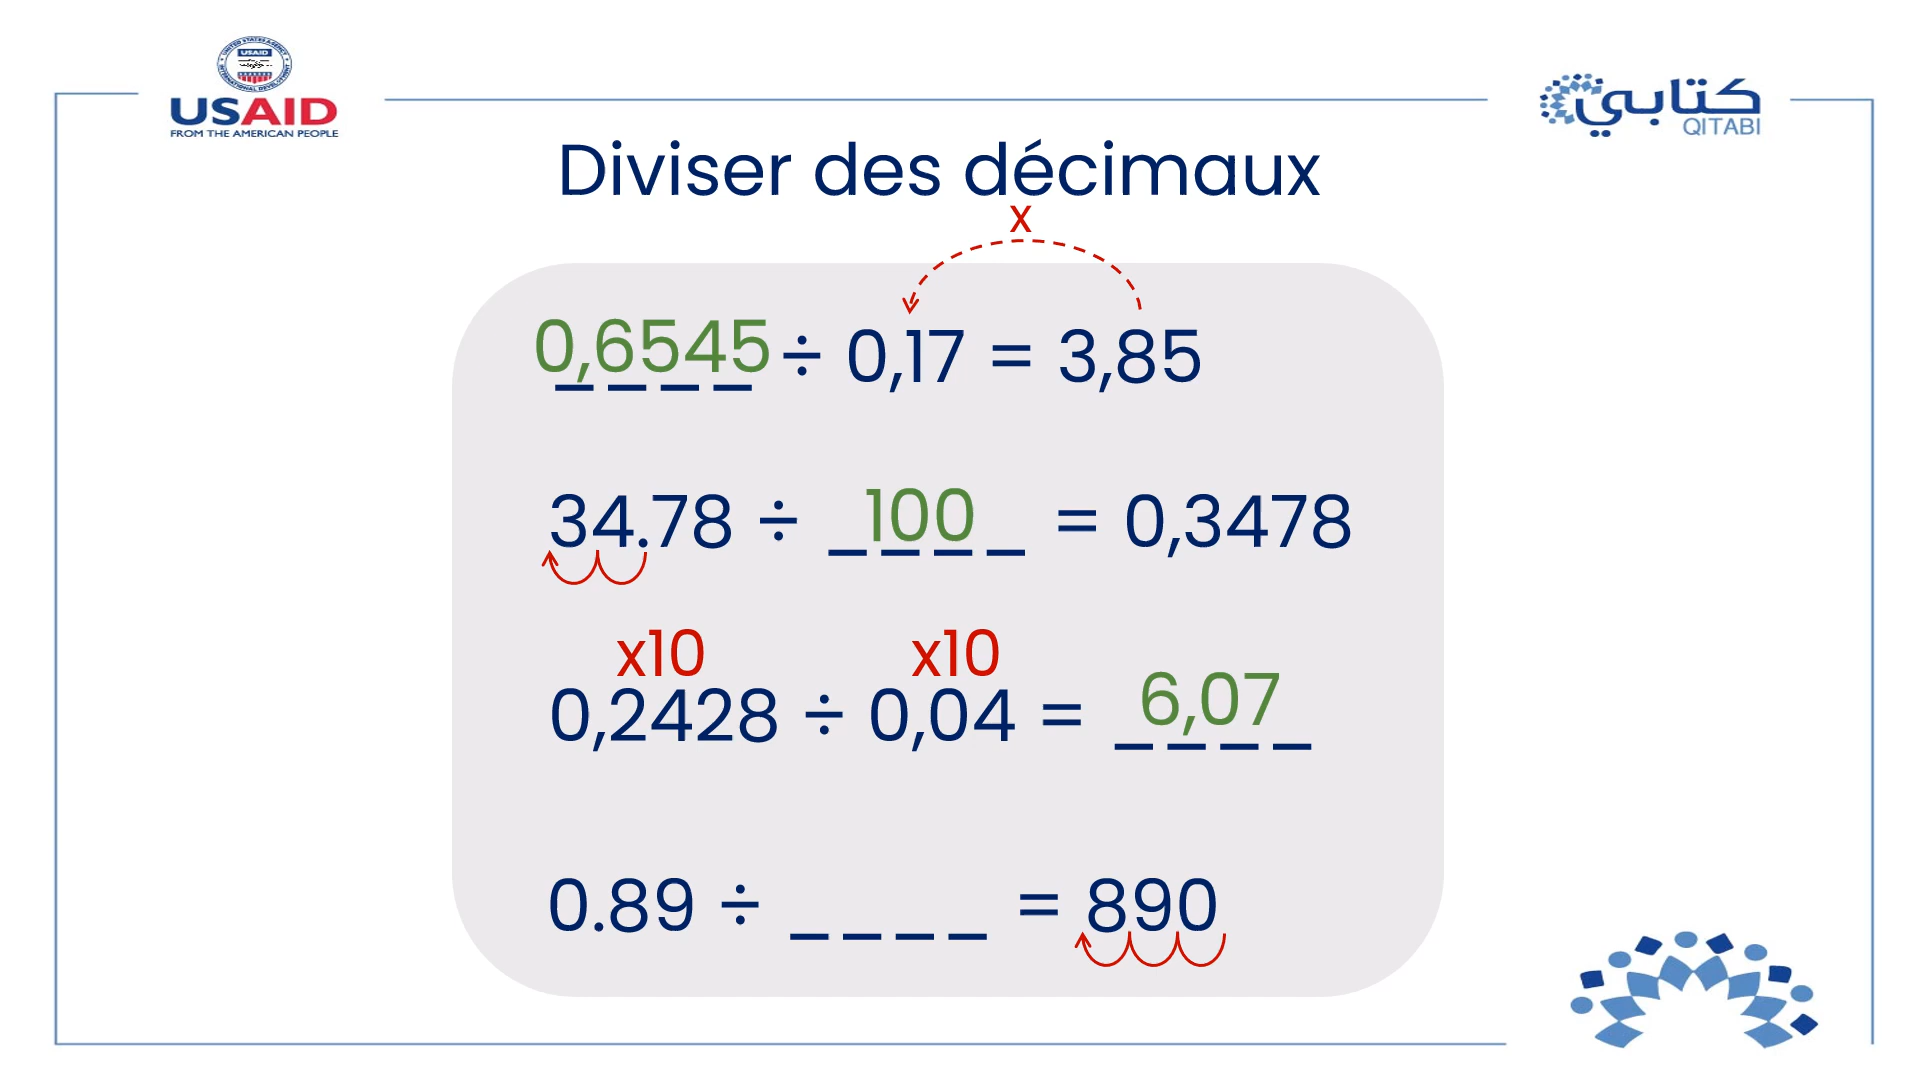 USAID
FROM THE AMERICAN PEOPLE
كتابي
QITABI
Diviser des décimaux
x
0,6545 ÷ 0,17 = 3,85
34.78 ÷ 100 = 0,3478
x10 x10
0,2428 ÷ 0,04 = 6,07
0.89 ÷ _ _ _ _ = 890